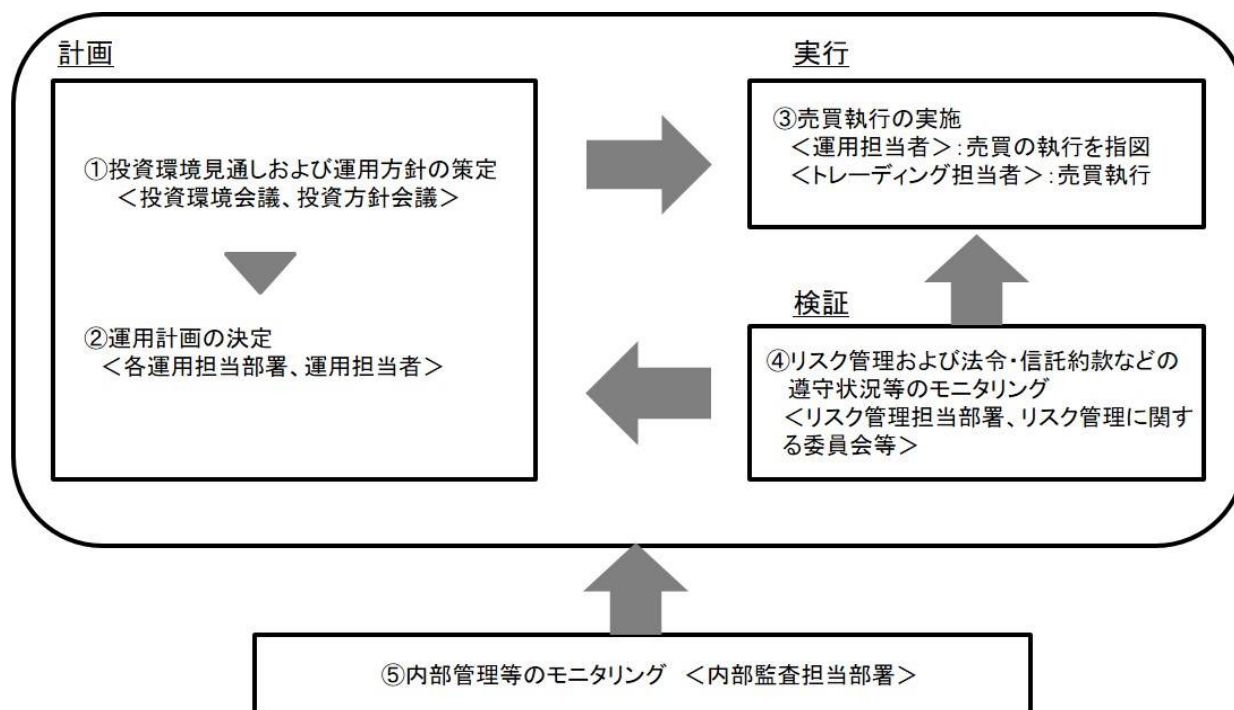 計画
①投資環境見通しおよび運用方針の策定
＜投資環境会議、投資方針会議＞
②運用計画の決定
＜各運用担当部署、運用担当者＞
実行
③売買執行の実施
＜運用担当者＞：売買の執行を指図
＜トレーディング担当者＞：売買執行
検証
④リスク管理および法令・信託約款などの
遵守状況等のモニタリング
＜リスク管理担当部署、リスク管理に関す
る委員会等＞
⑤内部管理等のモニタリング ＜内部監査担当部署＞